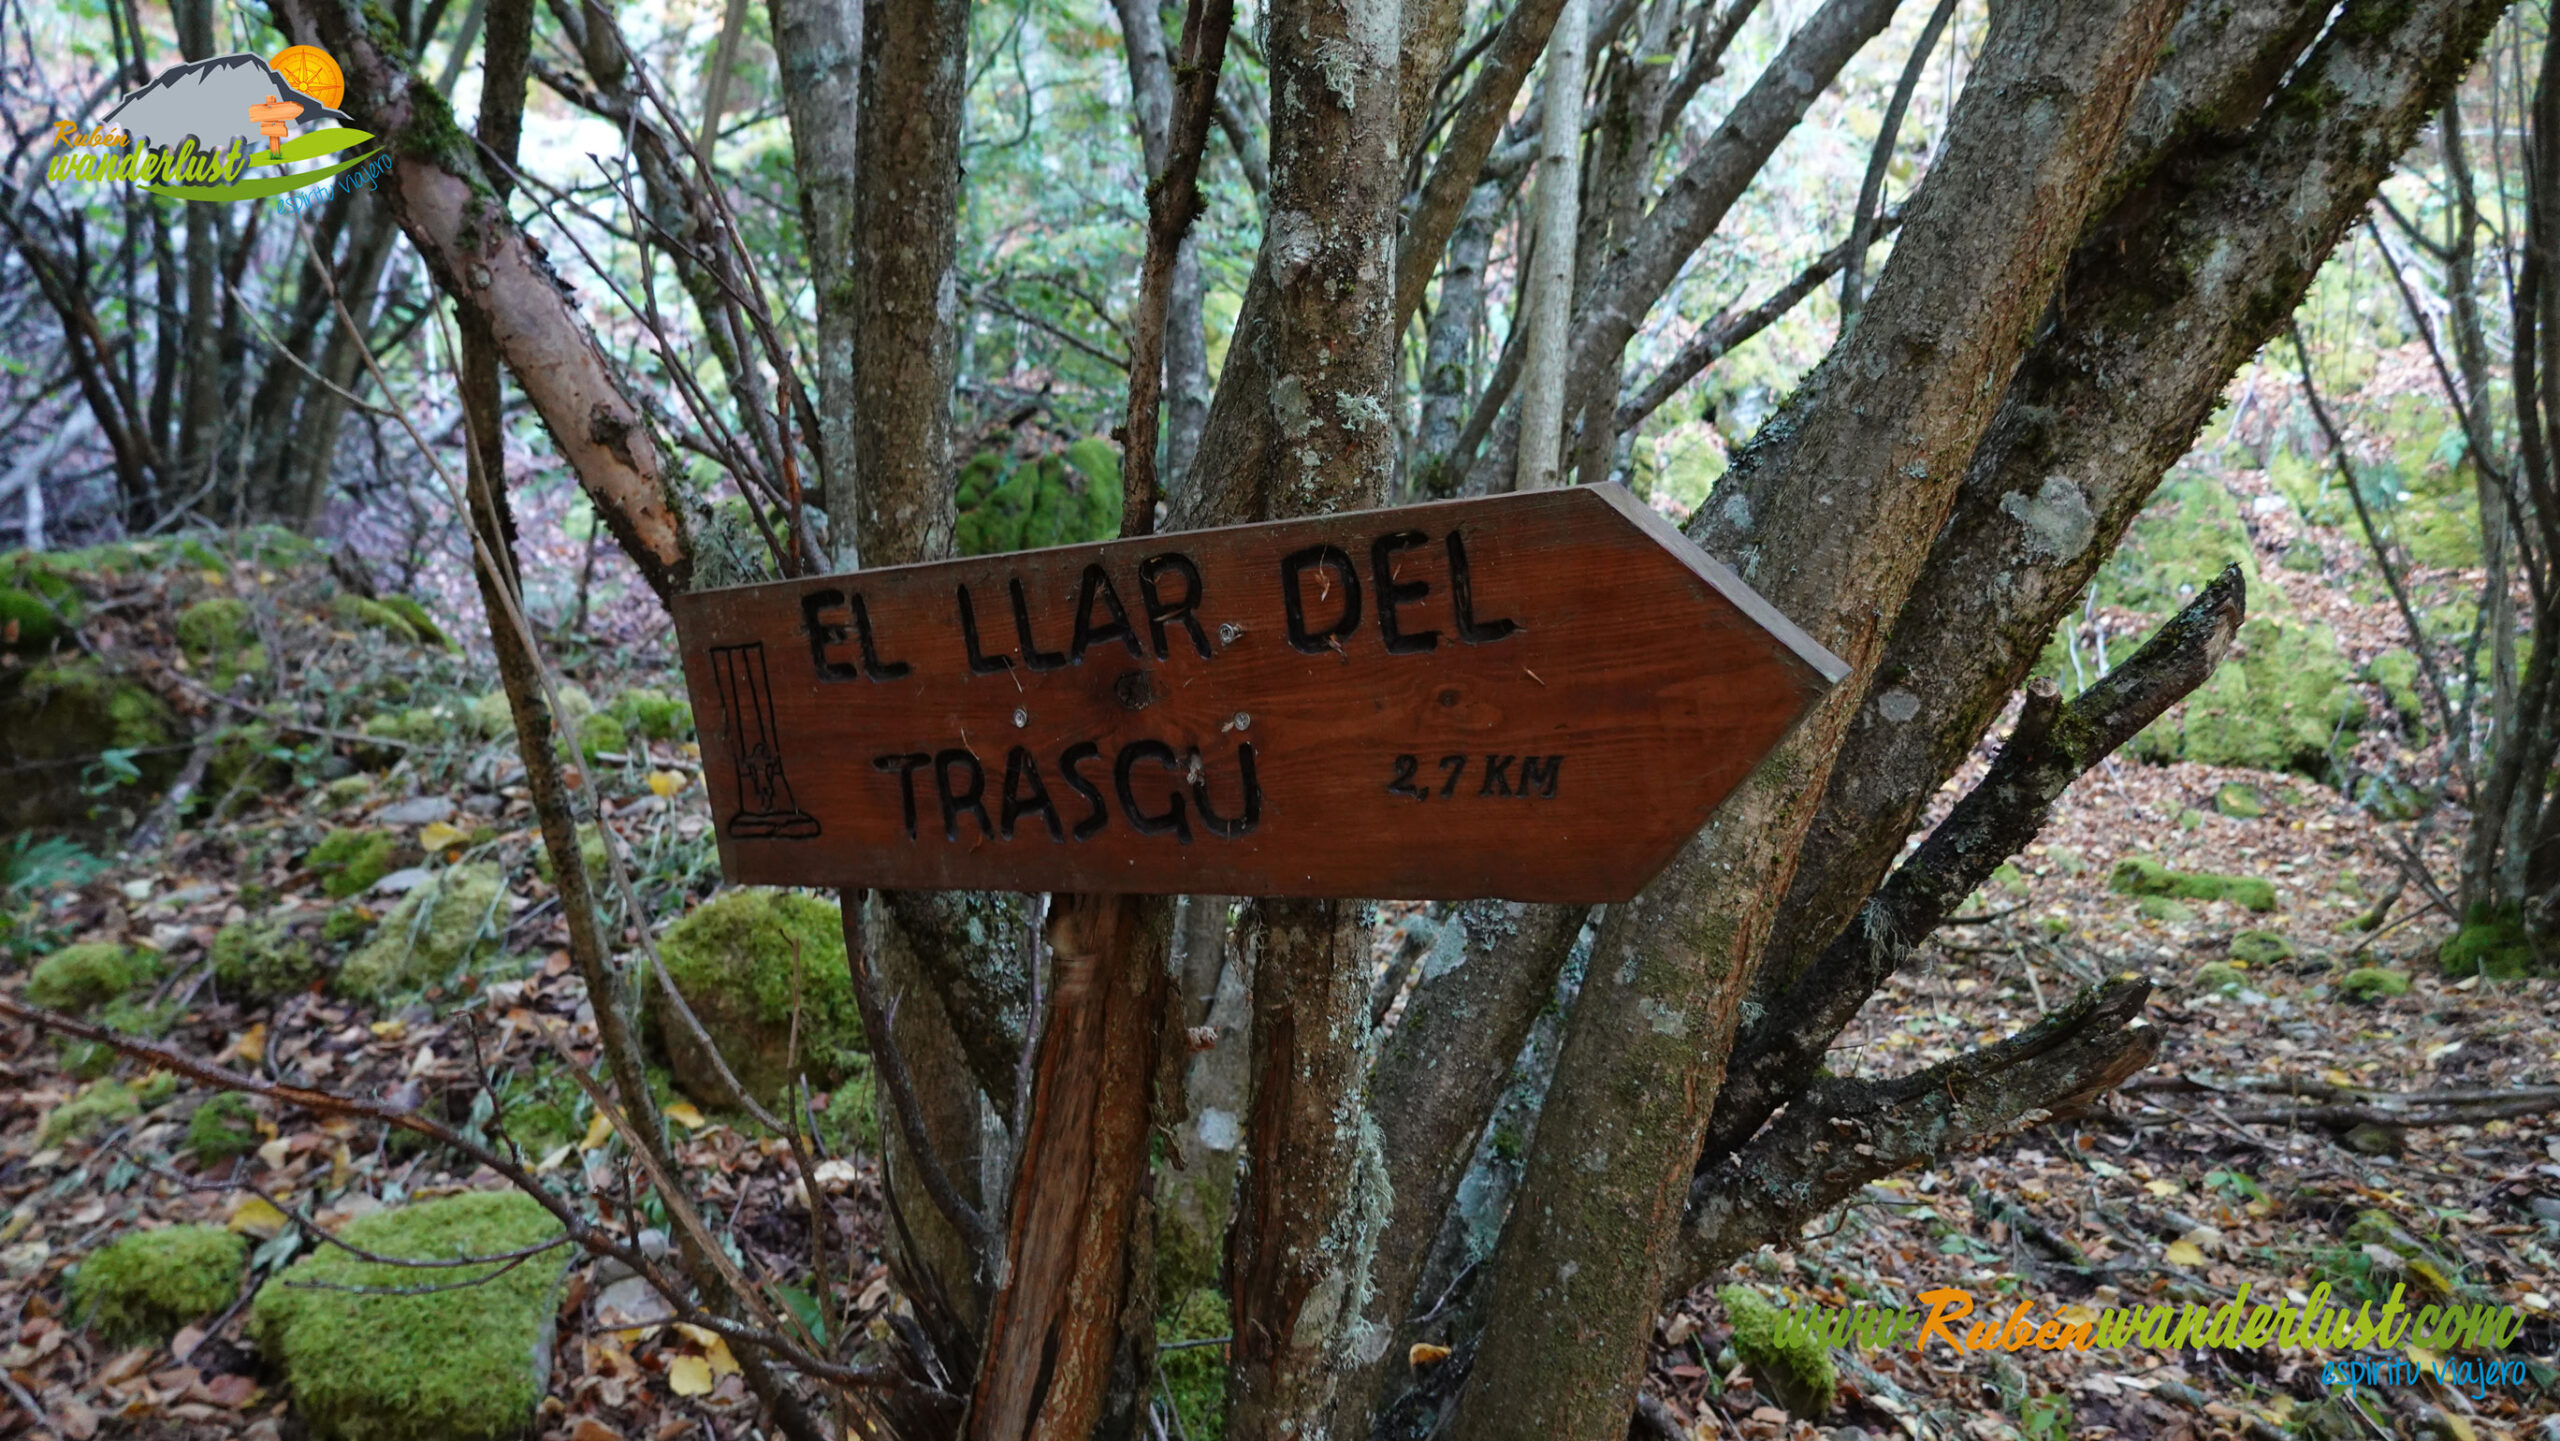 Rubén
wanderlust
espíritu viajero
EL LLAR DEL
TRASGU 2,7 KM
www.Rubénwanderlust.com
espíritu viajero